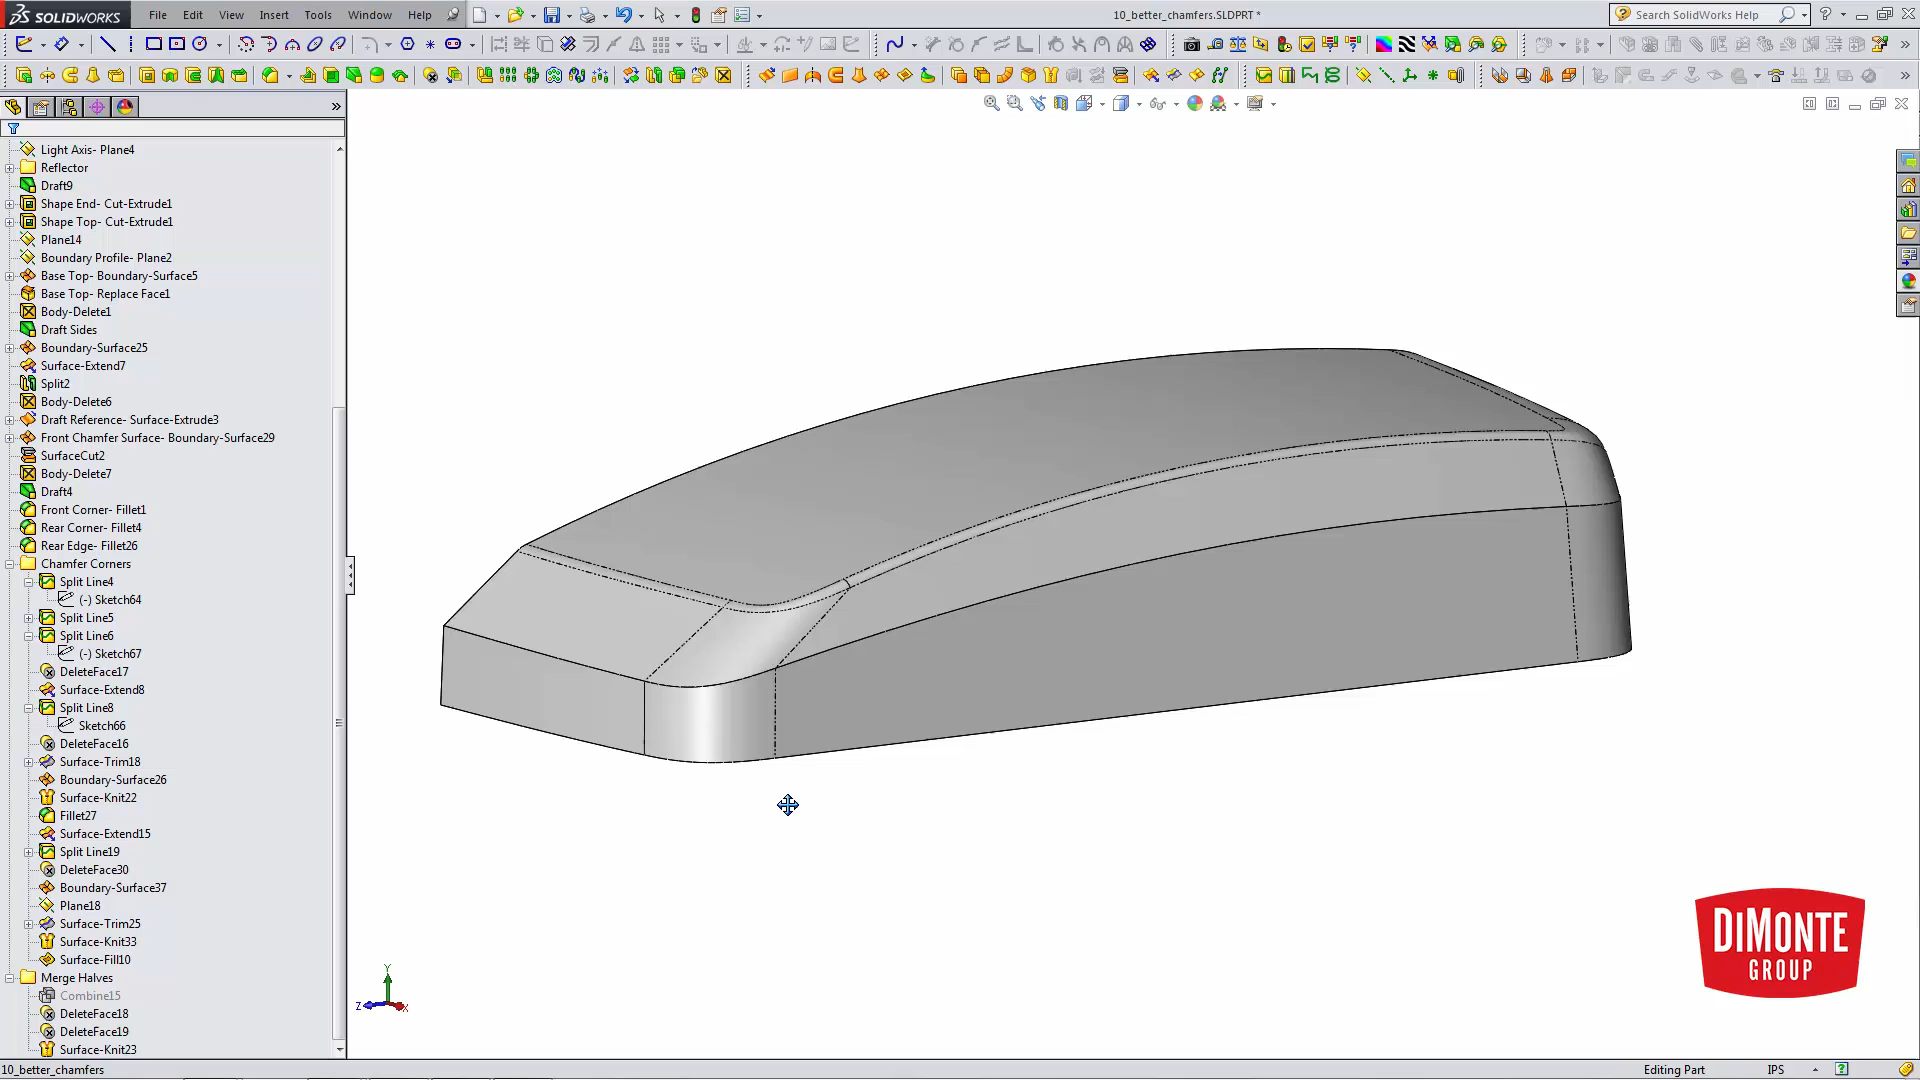 SOLIDWORKS
File Edit View Insert Tools Window Help
10_better_chamfers.SLDPRT *
Search SolidWorks Help
Light Axis- Plane4
Reflector
Draft9
Shape End- Cut-Extrude1
Shape Top- Cut-Extrude1
Plane14
Boundary Profile- Plane2
Base Top- Boundary-Surface5
Base Top- Replace Face1
Body-Delete1
Draft Sides
Boundary-Surface25
Surface-Extend7
Split2
Body-Delete6
Draft Reference- Surface-Extrude3
Front Chamfer Surface- Boundary-Surface29
SurfaceCut2
Body-Delete7
Draft4
Front Corner- Fillet1
Rear Corner- Fillet4
Rear Edge- Fillet26
Chamfer Corners
Split Line4
(-) Sketch64
Split Line5
Split Line6
(-) Sketch67
DeleteFace17
Surface-Extend8
Split Line8
Sketch66
DeleteFace16
Surface-Trim18
Boundary-Surface26
Surface-Knit22
Fillet27
Surface-Extend15
Split Line19
DeleteFace30
Boundary-Surface37
Plane18
Surface-Trim25
Surface-Knit33
Surface-Fill10
Merge Halves
Combine15
DeleteFace18
DeleteFace19
Surface-Knit23
Y
Z
X
DIMONTE
GROUP
10_better_chamfers
Editing Part
IPS